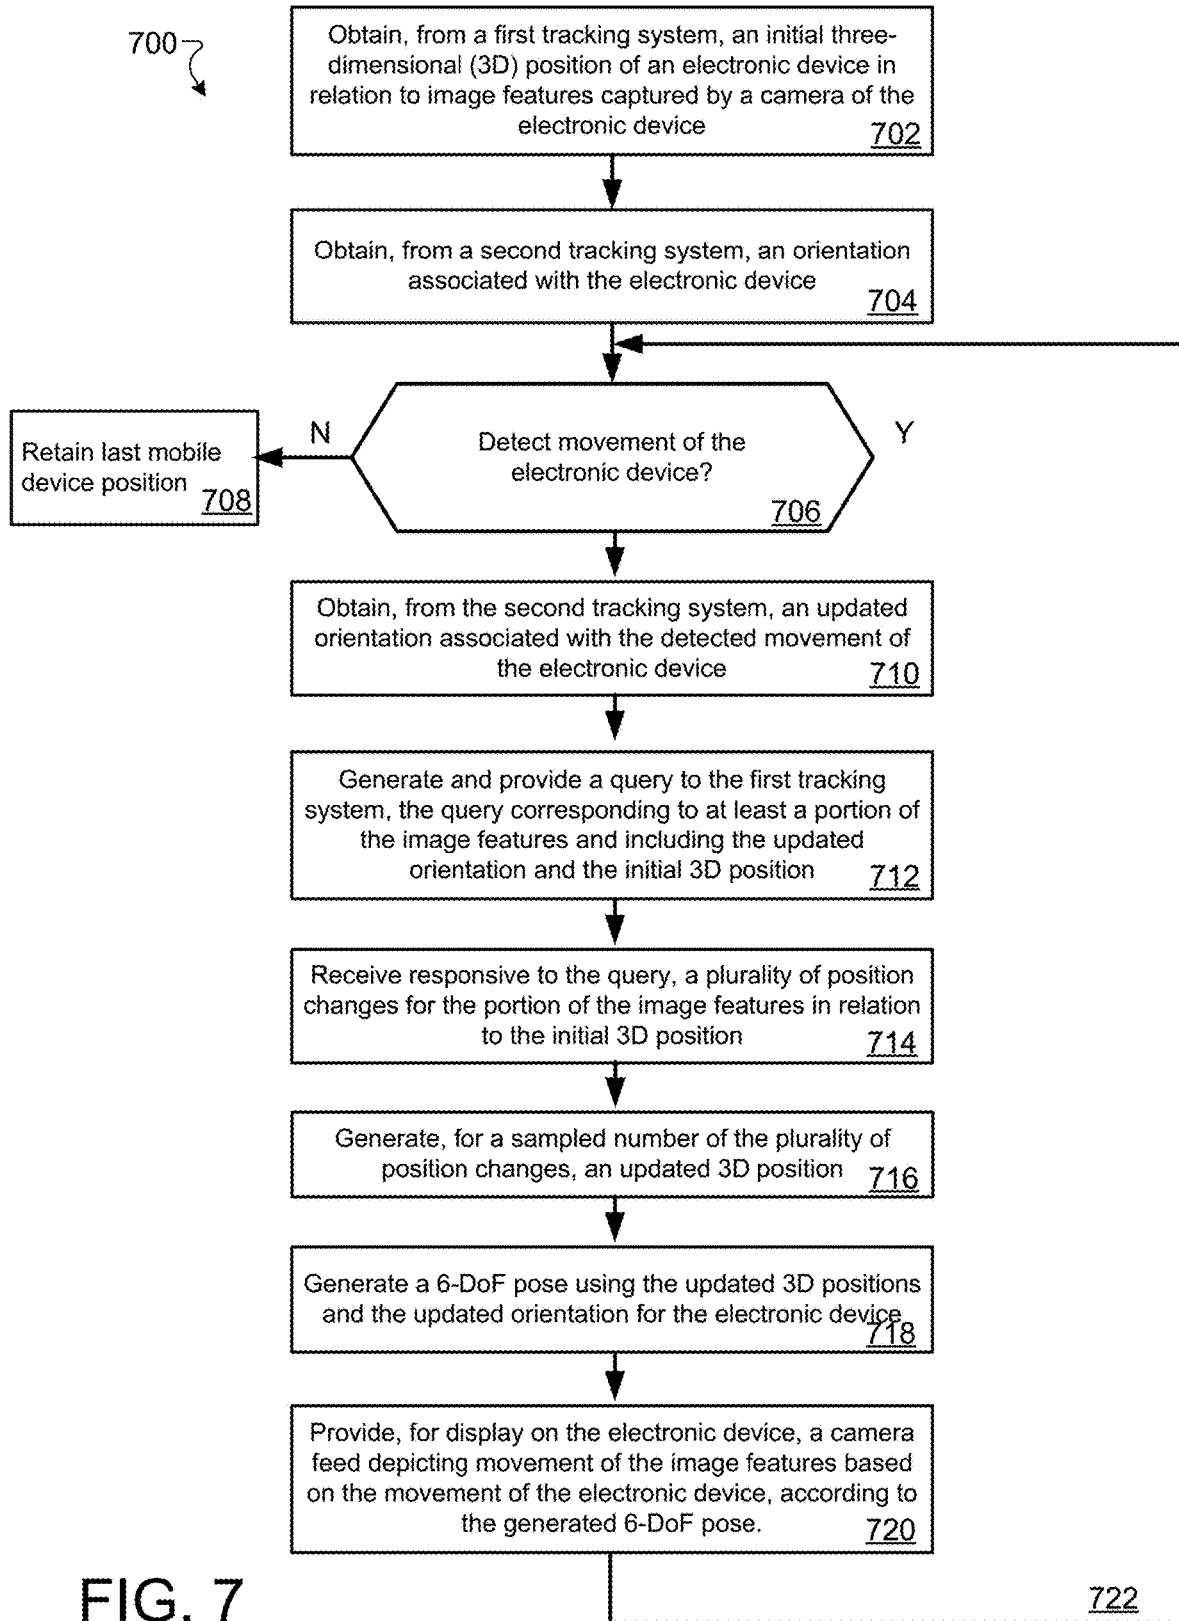 700
Obtain, from a first tracking system, an initial three-
dimensional (3D) position of an electronic device in
relation to image features captured by a camera of the
electronic device
702
Obtain, from a second tracking system, an orientation
associated with the electronic device
704
N
Detect movement of the
electronic device?
706
Y
Retain last mobile
device position
708
Obtain, from the second tracking system, an updated
orientation associated with the detected movement of
the electronic device
710
Generate and provide a query to the first tracking
system, the query corresponding to at least a portion of
the image features and including the updated
orientation and the initial 3D position
712
Receive responsive to the query, a plurality of position
changes for the portion of the image features in relation
to the initial 3D position
714
Generate, for a sampled number of the plurality of
position changes, an updated 3D position
716
Generate a 6-DoF pose using the updated 3D positions
and the updated orientation for the electronic device
718
Provide, for display on the electronic device, a camera
feed depicting movement of the image features based
on the movement of the electronic device, according to
the generated 6-DoF pose.
720
FIG. 7
722